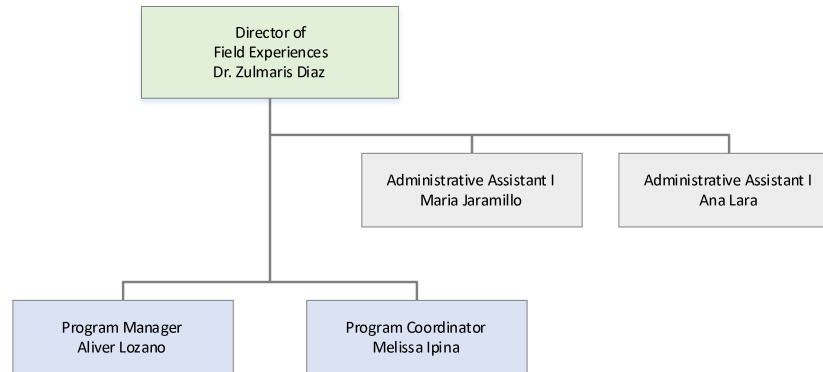 Director of
Field Experiences
Dr. Zulmaris Diaz
Administrative Assistant I
Maria Jaramillo
Administrative Assistant I
Ana Lara
Program Manager
Aliver Lozano
Program Coordinator
Melissa Ipina